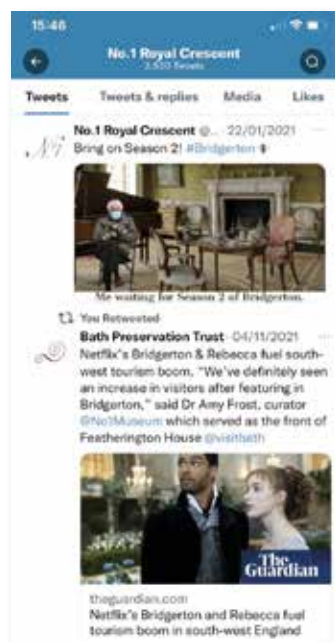 15:46
No.1 Royal Crescent
Tweets
Tweets & replies
Media
Likes
No.1 Royal Crescent @... 22/01/2021
Bring on Season 2! #Bridgerton
Me waiting for Season 2 of Bridgerton.
You Retweeted
Bath Preservation Trust · 04/11/2021
Netflix's Bridgerton & Rebecca fuel south-
west tourism boom. "We've definitely seen
an increase in visitors after featuring in
Bridgerton," said Dr Amy Frost, curator
@No1Museum which served as the front of
Featherington House @visitbath
The
Guardian
theguardian.com
Netflix's Bridgerton and Rebecca fuel
tourism boom in south-west England